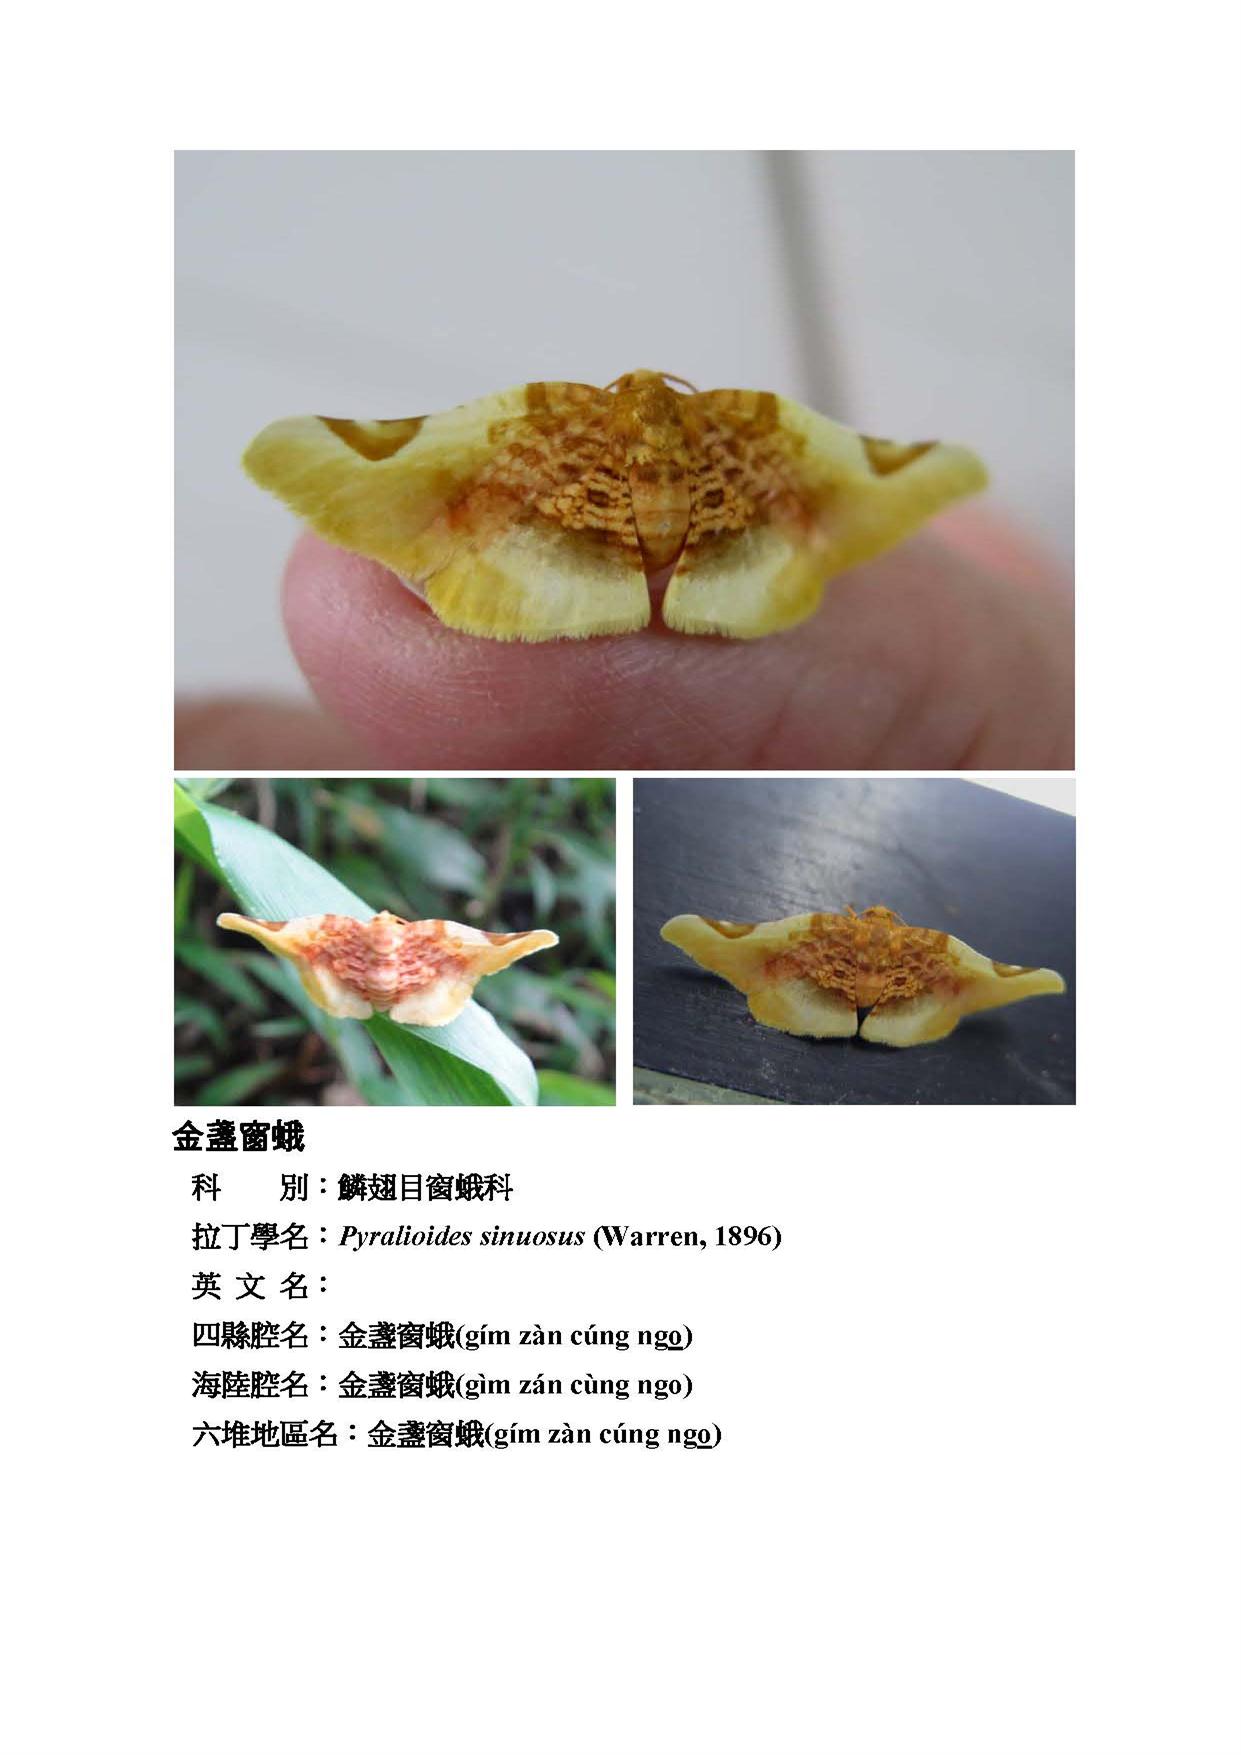 金盞窗蛾
科　　別：鱗翅目窗蛾科
拉丁學名：Pyralioides sinuosus (Warren, 1896)
英 文 名：
四縣腔名：金盞窗蛾(gím zàn cúng ngo̲)
海陸腔名：金盞窗蛾(gìm zán cùng ngo)
六堆地區名：金盞窗蛾(gím zàn cúng ngo̲)